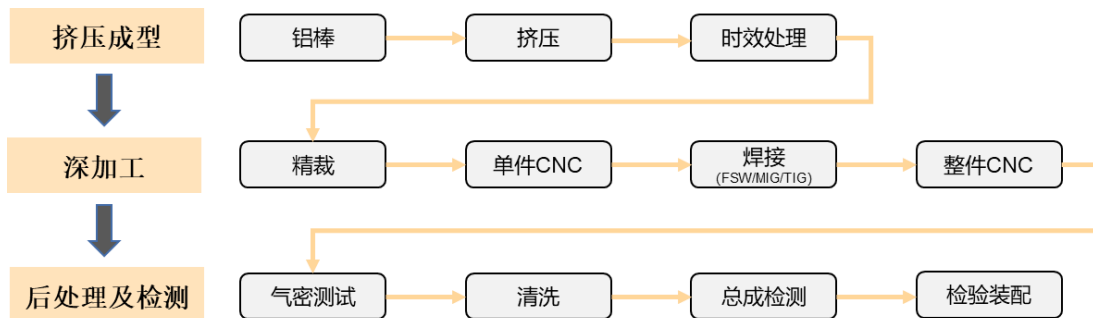 挤压成型
铝棒
挤压
时效处理
深加工
精裁
单件CNC
焊接
(FSW/MIG/TIG)
整件CNC
后处理及检测
气密测试
清洗
总成检测
检验装配